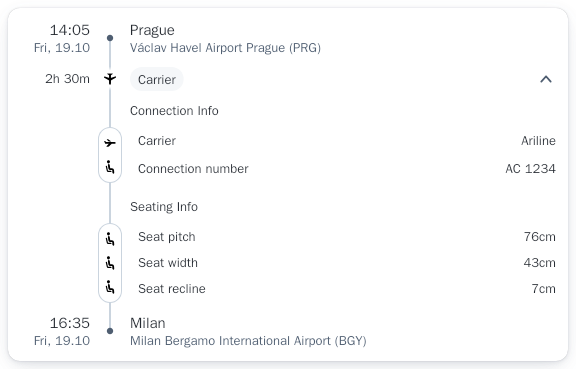 14:05 Prague
Fri, 19.10 Václav Havel Airport Prague (PRG)
2h 30m Carrier
Connection Info
Carrier Ariline
Connection number AC 1234
Seating Info
Seat pitch 76cm
Seat width 43cm
Seat recline 7cm
16:35 Milan
Fri, 19.10 Milan Bergamo International Airport (BGY)